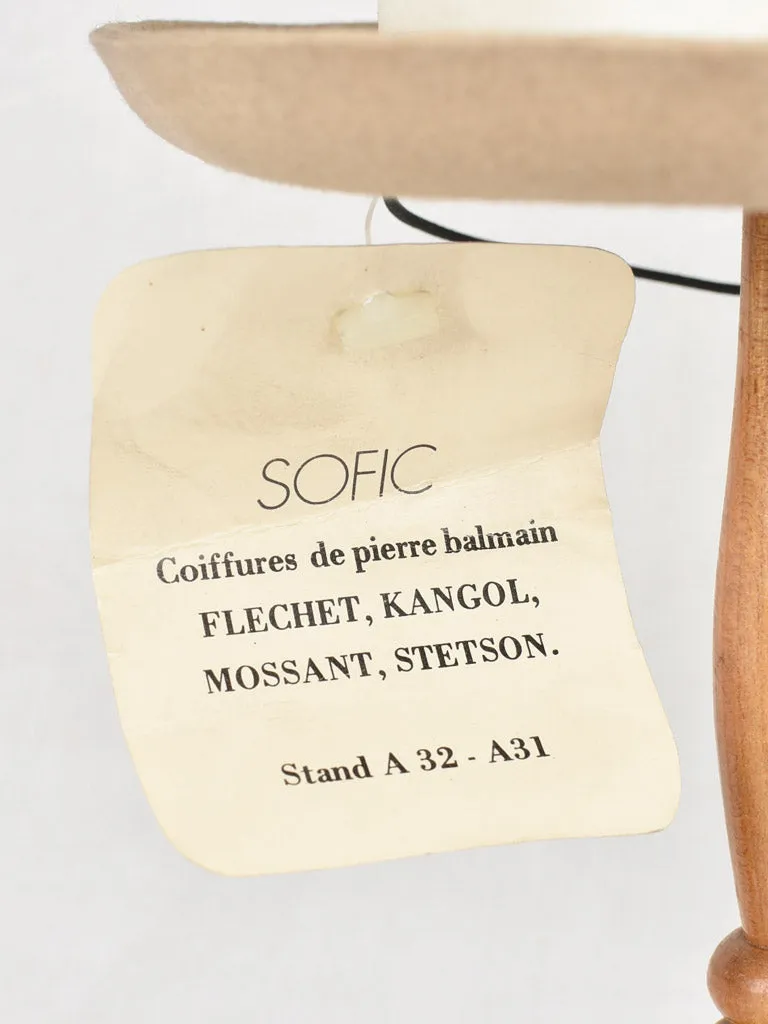 SOFIC
Coiffures de pierre balmain
FLECHET, KANGOL,
MOSSANT, STETSON.
Stand A 32 - A31